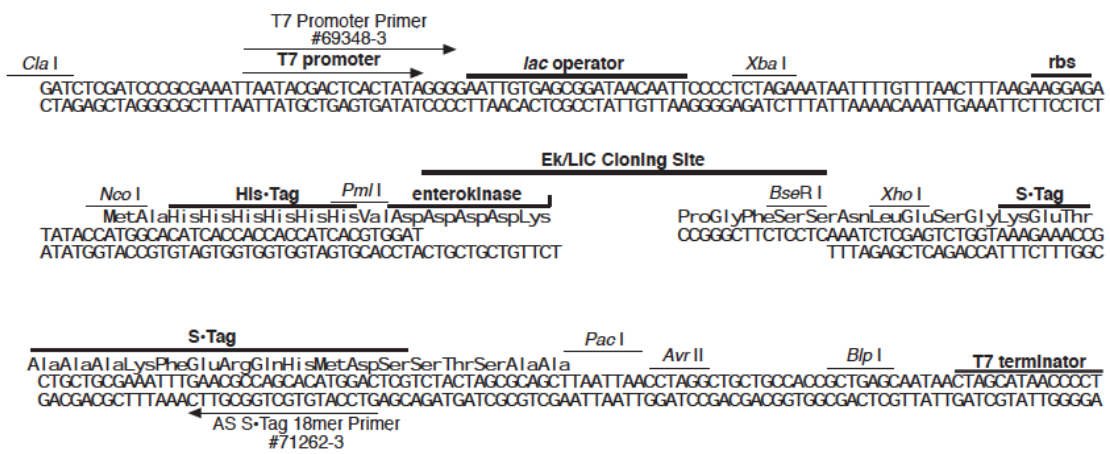 T7 Promoter Primer
#69348-3
Cla I T7 promoter lac operator Xba I rbs
GATCTCGATCCCGCGAAATTAATACGACTCACTATAGGGGAATTGTGAGCGGATAACAATTCCCCTCTAGAAATAATTTTGTTTAACTTTAAGAAGGAGA
CTAGAGCTAGGGCGCTTTAATTATGCTGAGTGATATCCCCTTAACACTCGCCTATTGTTAAGGGGAGATCTTTATTAAAACAAATTGAAATTCTTCCTCT
Ek/LIC Cloning Site
Nco I His•Tag Pml I enterokinase BseR I Xho I S•Tag
MetAlaHisHisHisHisHisHisValAspAspAspAspLys ProGlyPheSerSerAsnLeuGluSerGlyLysGluThr
TATACCATGGCACATCACCACCACCATCACGTGGAT CCGGGCTTCTCCTCAAATCTCGAGTCTGGTAAAGAAACCG
ATATGGTACCGTGTAGTGGTGGTGGTAGTGCACCTACTGCTGCTGTTCT TTTAGAGCTCAGACCATTTCTTTGGC
S•Tag Pac I Avr II Blp I T7 terminator
AlaAlaAlaLysPheGluArgGlnHisMetAspSerSerThrSerAlaAla
CTGCTGCGAAATTTGAACGCCAGCACATGGACTCGTCTACTAGCGCAGCTTAATTAACCTAGGCTGCTGCCACCGCTGAGCAATAACTAGCATAACCCCT
GACGACGCTTTAAACTTGCGGTCGTGTACCTGAGCAGATGATCGCGTCGAATTAATTGGATCCGACGACGGTGGCGACTCGTTATTGATCGTATTGGGGA
AS S•Tag 18mer Primer
#71262-3